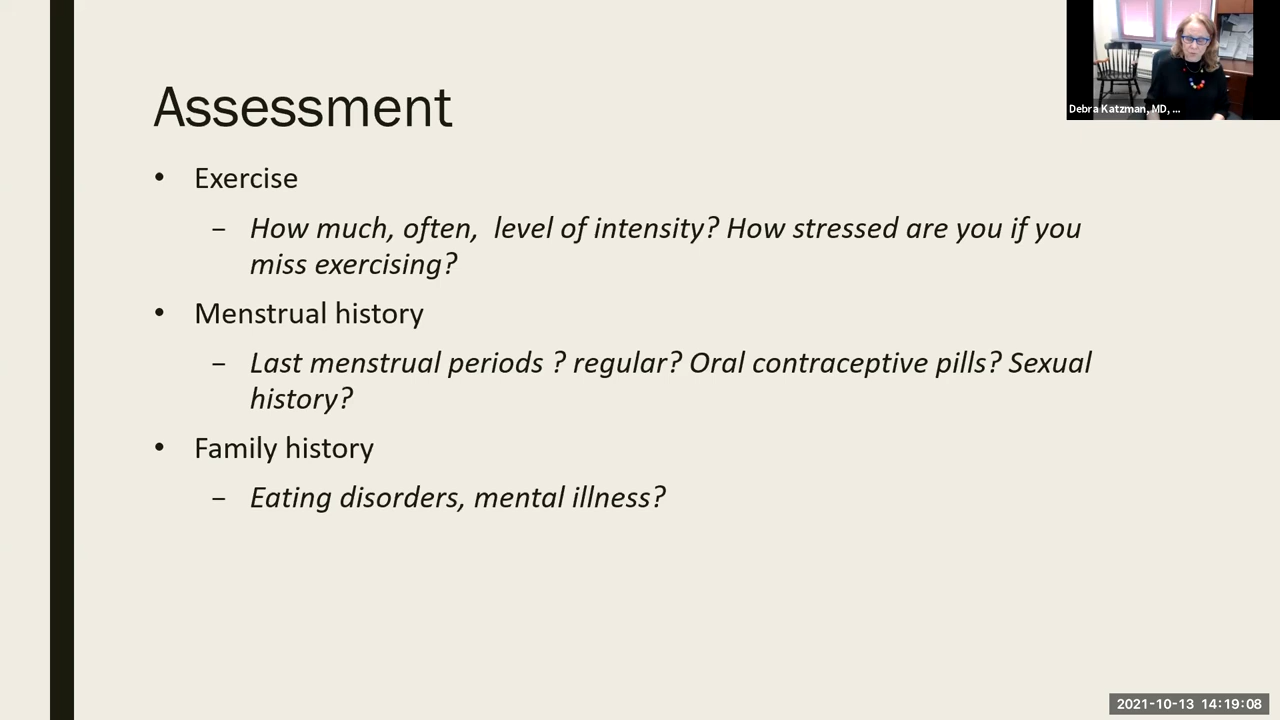 Assessment
• Exercise
– How much, often,  level of intensity? How stressed are you if you
miss exercising?
• Menstrual history
– Last menstrual periods ? regular? Oral contraceptive pills? Sexual
history?
• Family history
– Eating disorders, mental illness?
Debra Katzman, MD, ...
2021-10-13 14:19:08